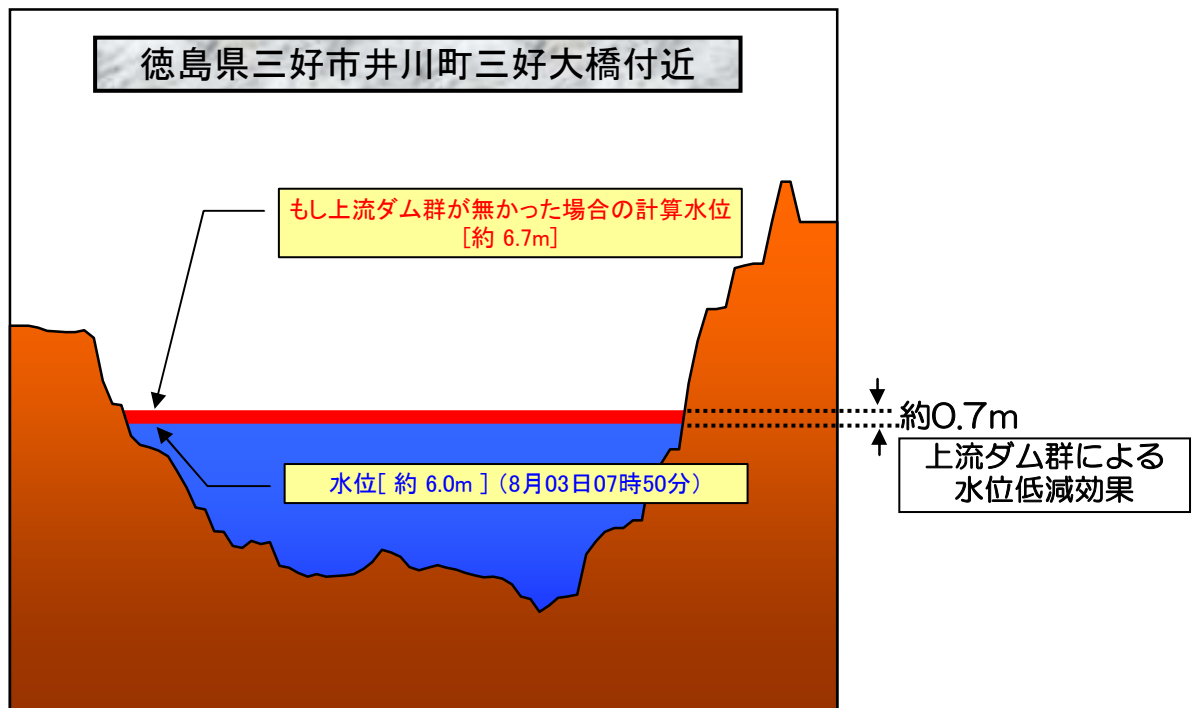 徳島県三好市井川町三好大橋付近
もし上流ダム群が無かった場合の計算水位
[約 6.7m]
約0.7m
上流ダム群による
水位低減効果
水位[ 約 6.0m ] (8月03日07時50分)